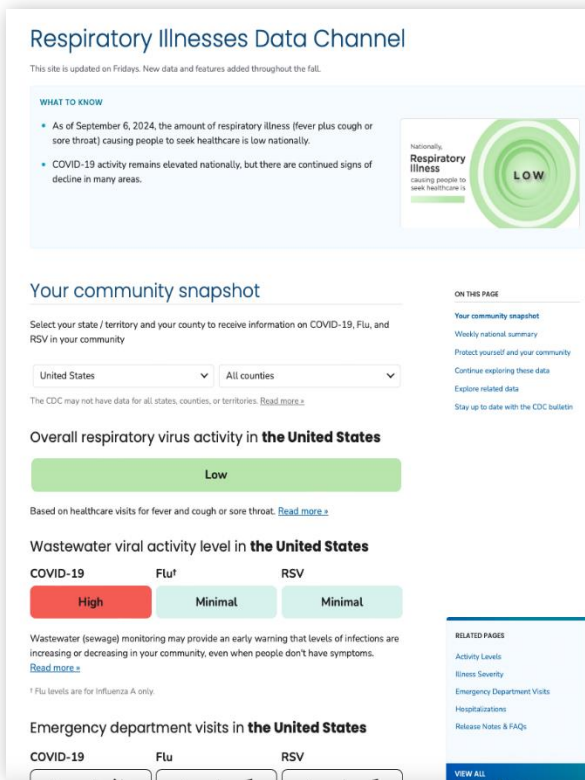 Respiratory Illnesses Data Channel
This site is updated on Fridays. New data and features added throughout the fall.
WHAT TO KNOW
• As of September 6, 2024, the amount of respiratory illness (fever plus cough or
sore throat) causing people to seek healthcare is low nationally.
• COVID-19 activity remains elevated nationally, but there are continued signs of
decline in many areas.
Nationally,
Respiratory
Illness
causing people to
seek healthcare is
LOW
Your community snapshot
Select your state / territory and your county to receive information on COVID-19, Flu, and
RSV in your community
United States
All counties
The CDC may not have data for all states, counties, or territories. Read more »
Overall respiratory virus activity in the United States
Low
Based on healthcare visits for fever and cough or sore throat. Read more »
Wastewater viral activity level in the United States
COVID-19 Flu† RSV
High Minimal Minimal
Wastewater (sewage) monitoring may provide an early warning that levels of infections are
increasing or decreasing in your community, even when people don't have symptoms.
Read more »
† Flu levels are for Influenza A only.
Emergency department visits in the United States
COVID-19 Flu RSV
ON THIS PAGE
Your community snapshot
Weekly national summary
Protect yourself and your community
Continue exploring these data
Explore related data
Stay up to date with the CDC bulletin
RELATED PAGES
Activity Levels
Illness Severity
Emergency Department Visits
Hospitalizations
Release Notes & FAQs
VIEW ALL